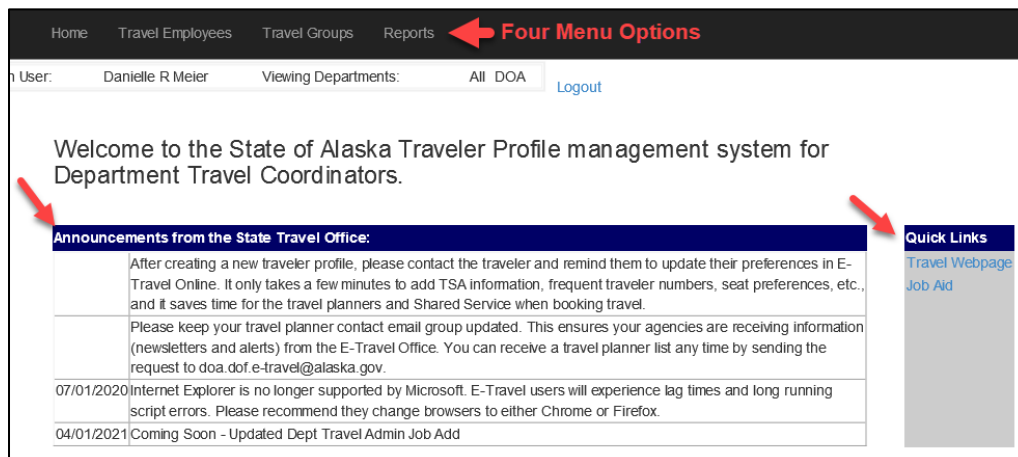 Home Travel Employees Travel Groups Reports Four Menu Options
n User: Danielle R Meier Viewing Departments: All DOA Logout
Welcome to the State of Alaska Traveler Profile management system for
Department Travel Coordinators.
Announcements from the State Travel Office:
After creating a new traveler profile, please contact the traveler and remind them to update their preferences in E-
Travel Online. It only takes a few minutes to add TSA information, frequent traveler numbers, seat preferences, etc.,
and it saves time for the travel planners and Shared Service when booking travel.
Please keep your travel planner contact email group updated. This ensures your agencies are receiving information
(newsletters and alerts) from the E-Travel Office. You can receive a travel planner list any time by sending the
request to doa.dof.e-travel@alaska.gov.
07/01/2020 Internet Explorer is no longer supported by Microsoft. E-Travel users will experience lag times and long running
script errors. Please recommend they change browsers to either Chrome or Firefox.
04/01/2021 Coming Soon - Updated Dept Travel Admin Job Add
Quick Links
Travel Webpage
Job Aid